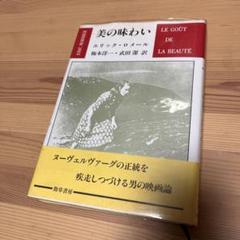 美の味わい
エリック・ロメール
梅本洋一・武田潔 訳
LE GOÛT
DE
LA BEAUTÉ
ヌーヴェルヴァーグの正統を
疾走しつづける男の映画論
勁草書房